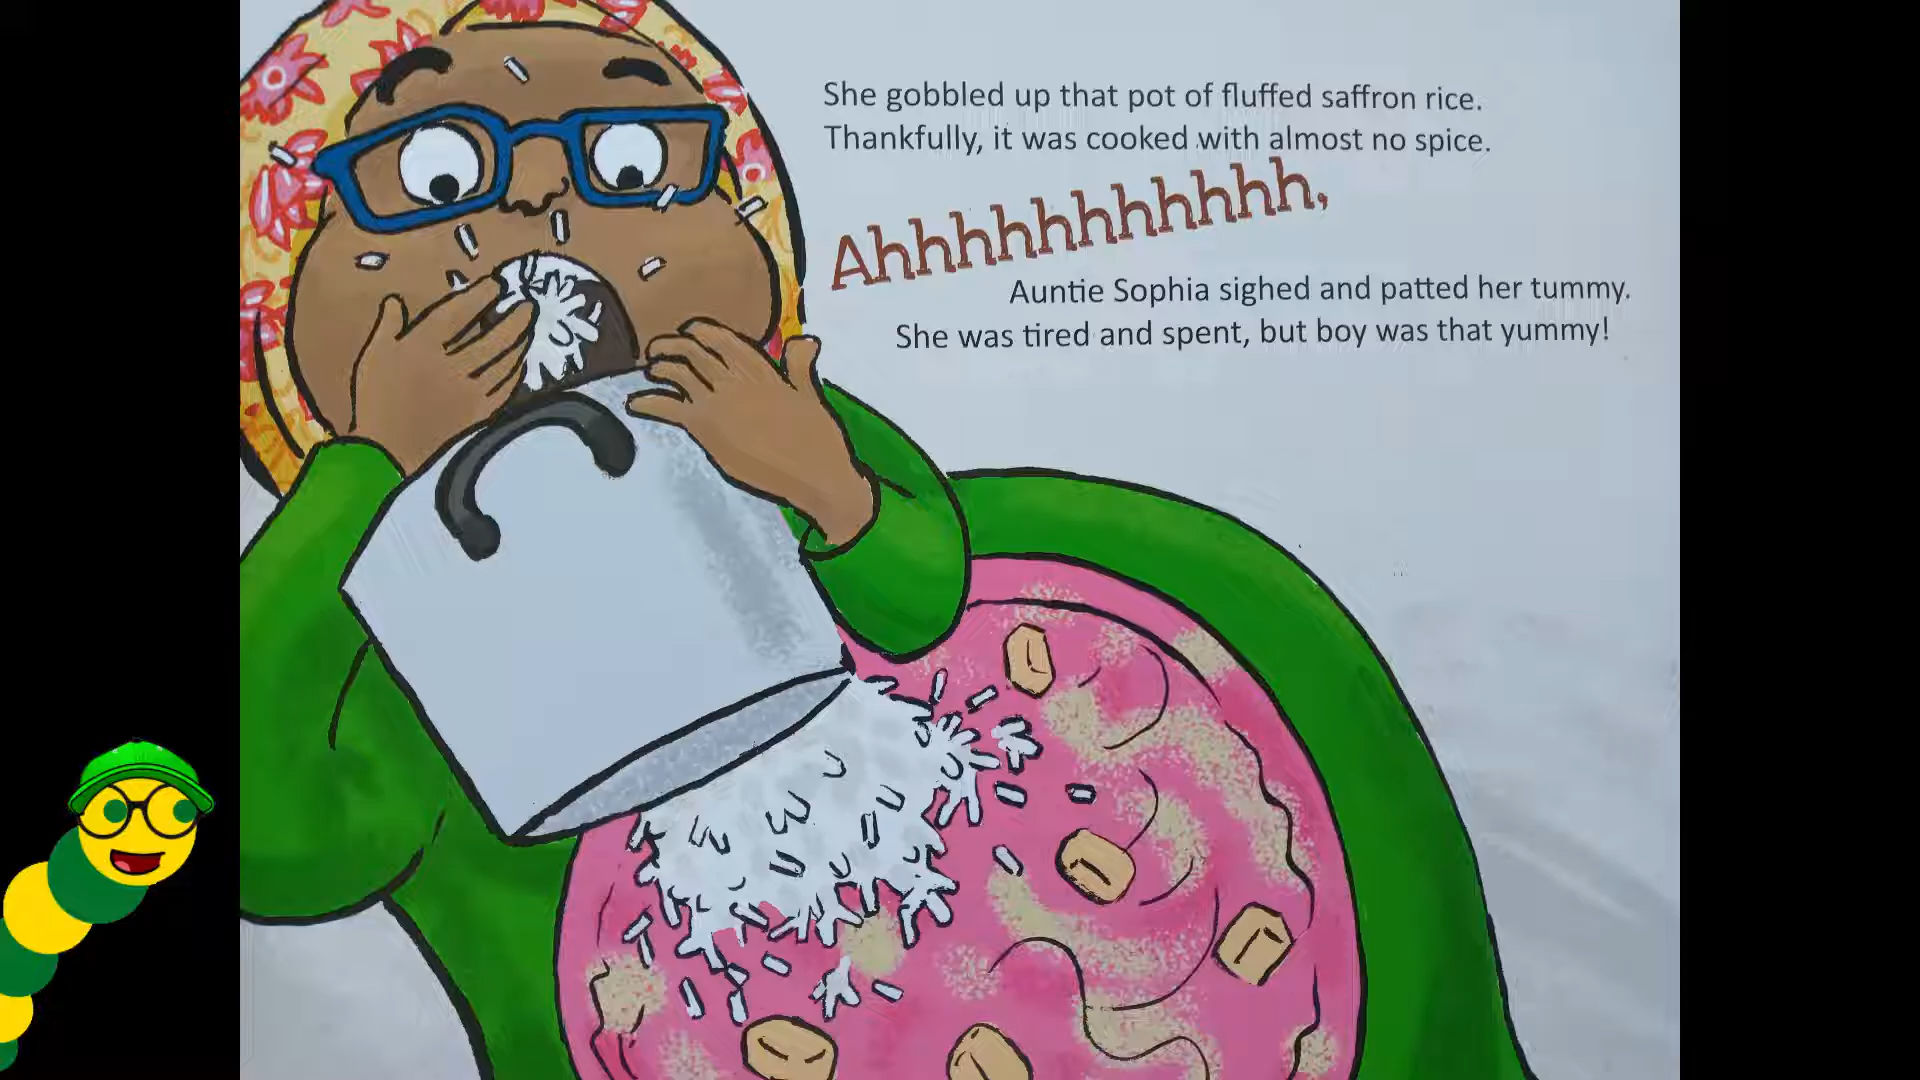 She gobbled up that pot of fluffed saffron rice.
Thankfully, it was cooked with almost no spice.
Ahhhhhhhhhhh,
Auntie Sophia sighed and patted her tummy.
She was tired and spent, but boy was that yummy!